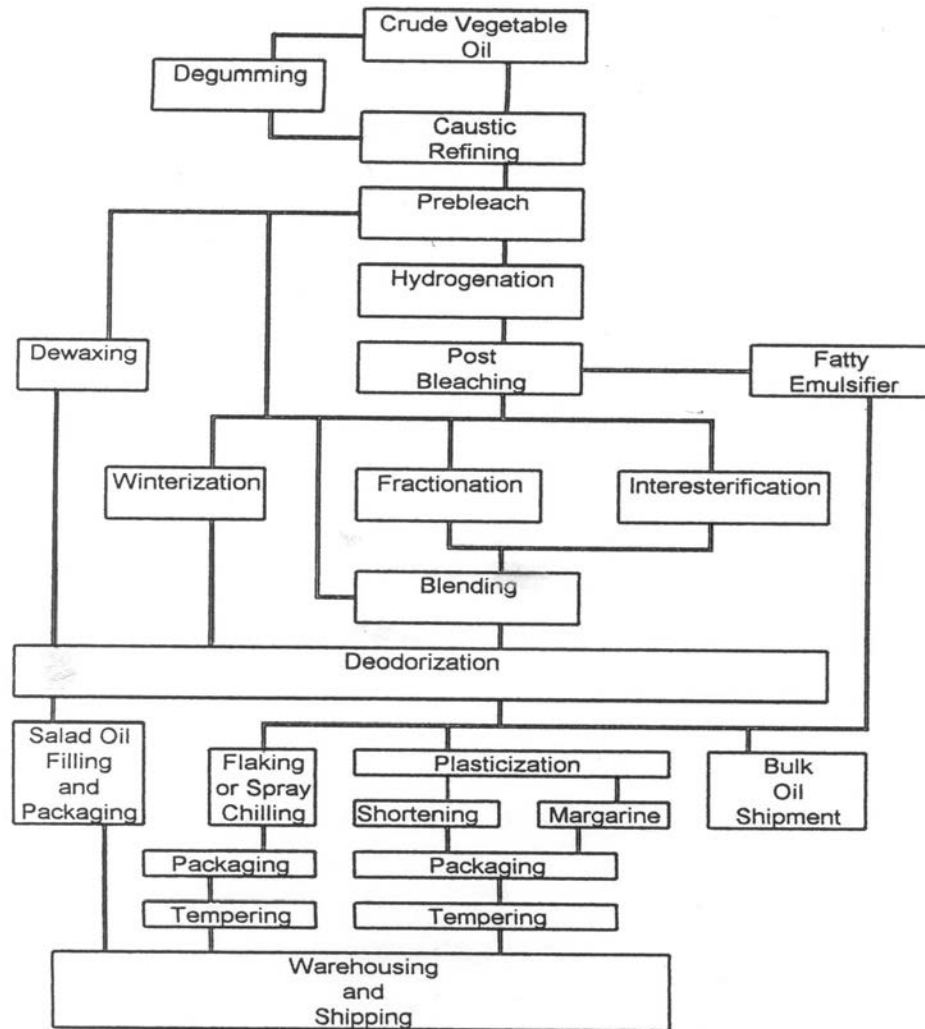 Crude Vegetable
Oil
Degumming
Caustic
Refining
Prebleach
Hydrogenation
Dewaxing
Post
Bleaching
Fatty
Emulsifier
Winterization
Fractionation
Interesterification
Blending
Deodorization
Salad Oil
Filling
and
Packaging
Flaking
or Spray
Chilling
Plasticization
Bulk
Oil
Shipment
Shortening
Margarine
Packaging
Packaging
Tempering
Tempering
Warehousing
and
Shipping